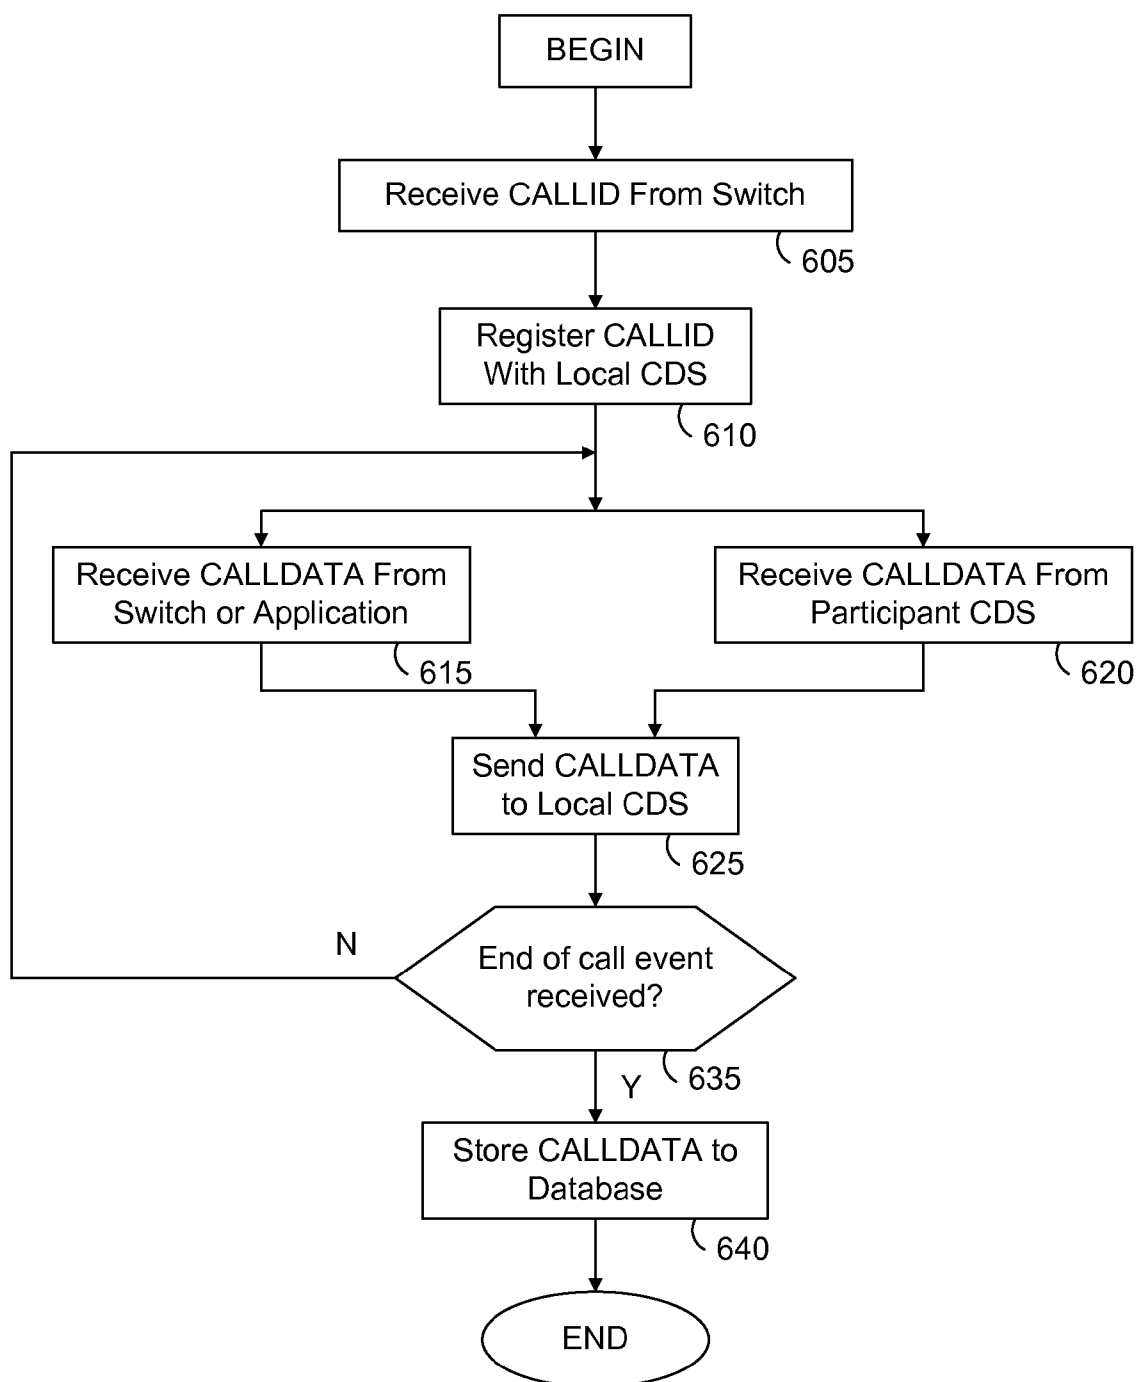 BEGIN
Receive CALLID From Switch
605
Register CALLID
With Local CDS
610
Receive CALLDATA From
Switch or Application
615
Receive CALLDATA From
Participant CDS
620
Send CALLDATA
to Local CDS
625
N
End of call event
received?
635
Y
Store CALLDATA to
Database
640
END